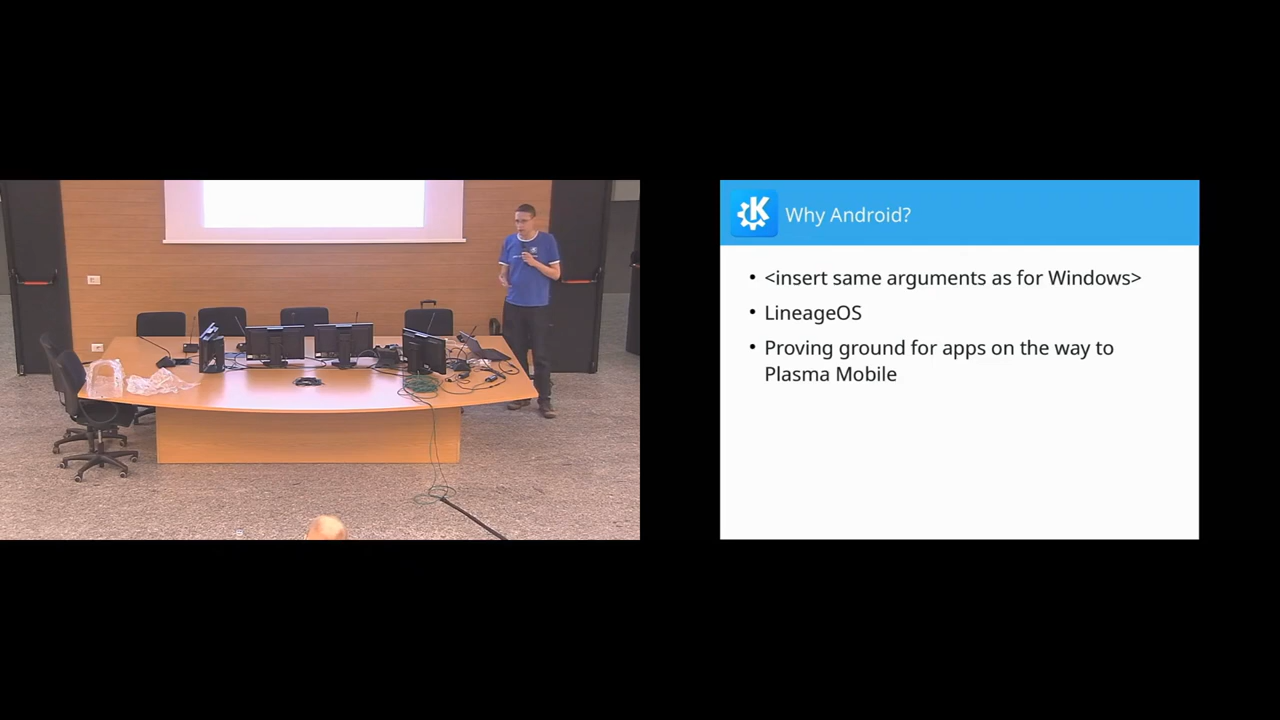 Why Android?
• <insert same arguments as for Windows>
• LineageOS
• Proving ground for apps on the way to
Plasma Mobile